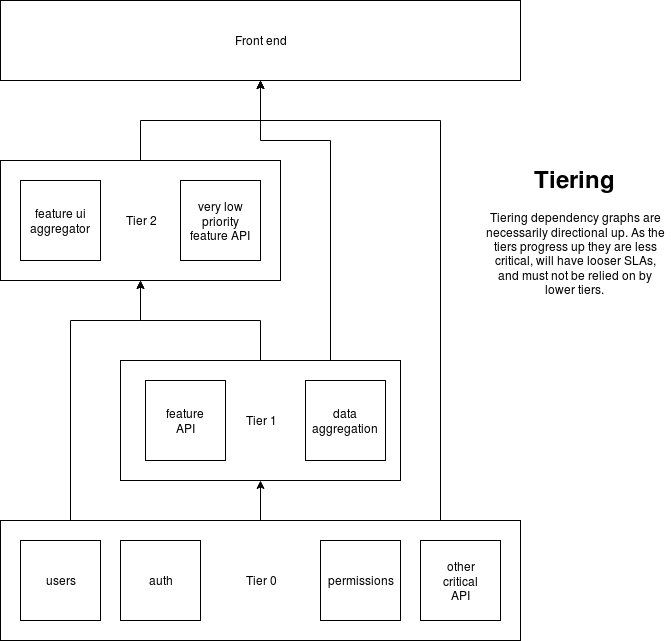 Front end
Tiering
Tiering dependency graphs are
necessarily directional up. As the
tiers progress up they are less
critical, will have looser SLAs,
and must not be relied on by
lower tiers.
feature ui
aggregator
Tier 2
very low
priority
feature API
feature
API
Tier 1
data
aggregation
users
auth
Tier 0
permissions
other
critical
API